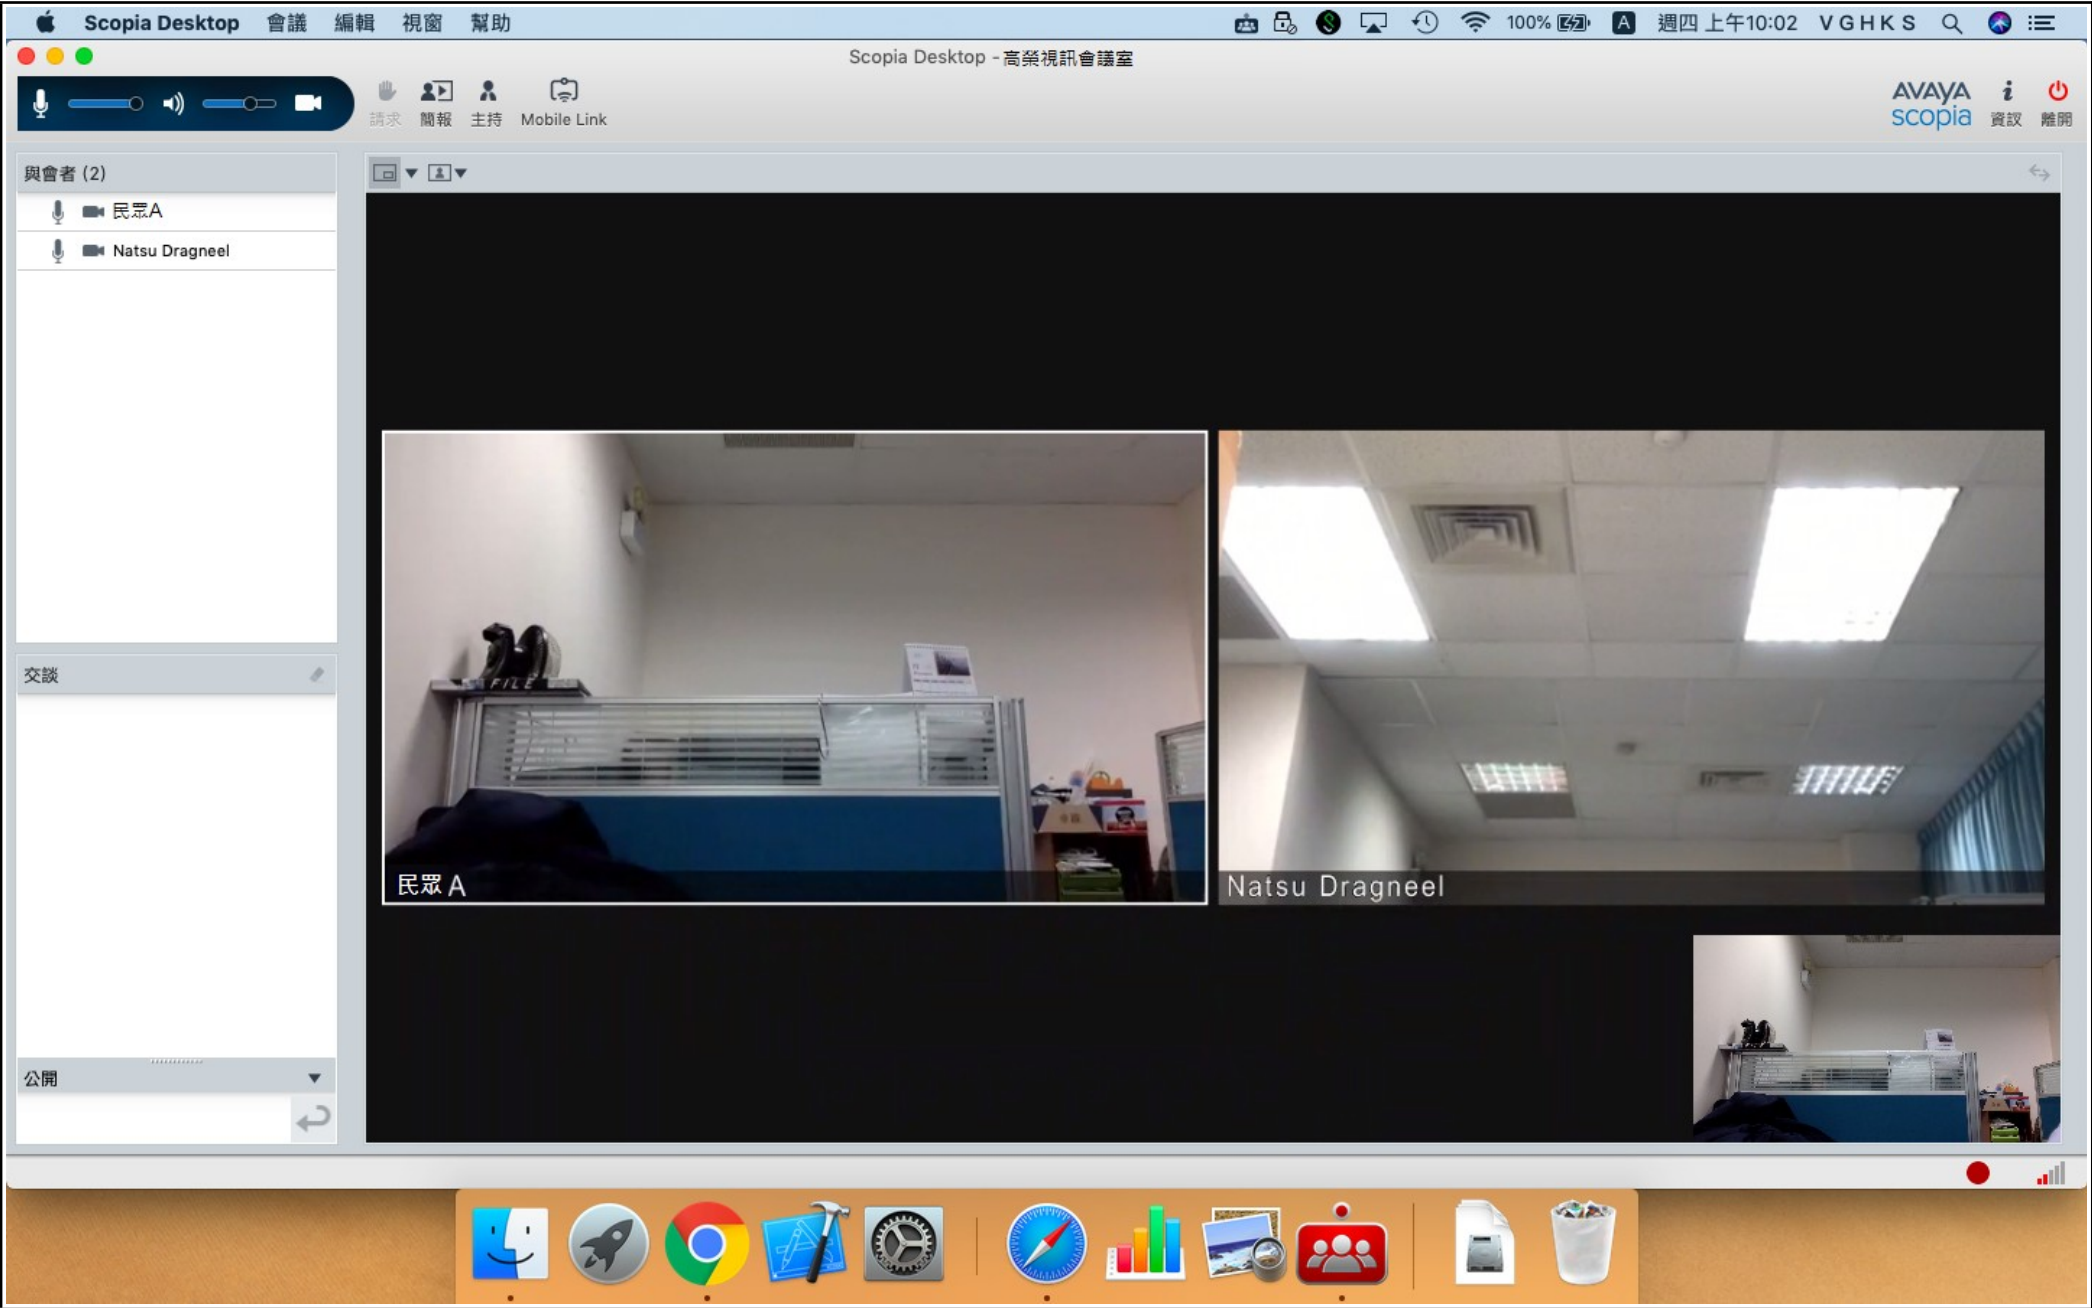 Scopia Desktop 會議 編輯 視窗 幫助 100% A 週四 上午10:02 V G H K S
Scopia Desktop - 高榮視訊會議室
請求 簡報 主持 Mobile Link
AVAYA
scopia
資訊 離開
與會者 (2)
民眾A
Natsu Dragneel
FILE
民眾 A
Natsu Dragneel
交談
公開